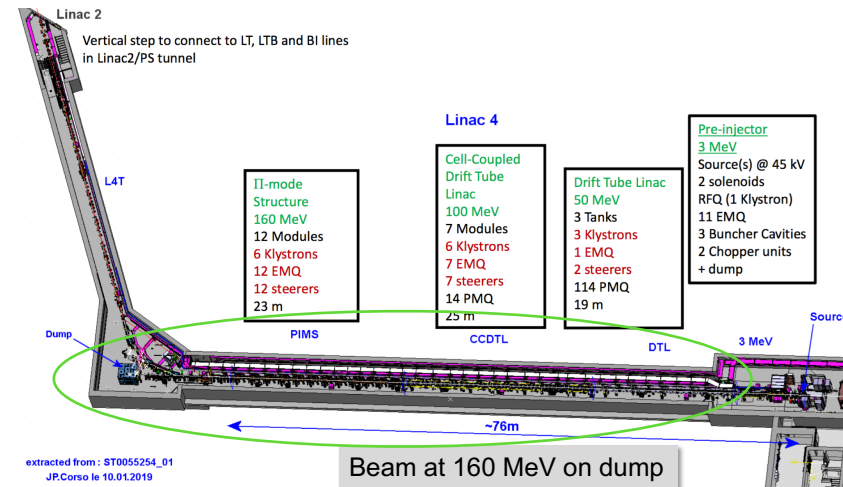 Linac 2
Vertical step to connect to LT, LTB and BI lines
in Linac2/PS tunnel
Linac 4
L4T
Π-mode
Structure
160 MeV
12 Modules
6 Klystrons
12 EMQ
12 steerers
23 m
Cell-Coupled
Drift Tube
Linac
100 MeV
7 Modules
6 Klystrons
7 EMQ
7 steerers
14 PMQ
25 m
Drift Tube Linac
50 MeV
3 Tanks
3 Klystrons
1 EMQ
2 steerers
114 PMQ
19 m
Pre-injector
3 MeV
Source(s) @ 45 kV
2 solenoids
RFQ (1 Klystron)
11 EMQ
3 Buncher Cavities
2 Chopper units
+ dump
Dump
PIMS
CCDTL
DTL
3 MeV
Source
~76m
extracted from : ST0055254_01
JP.Corso le 10.01.2019
Beam at 160 MeV on dump